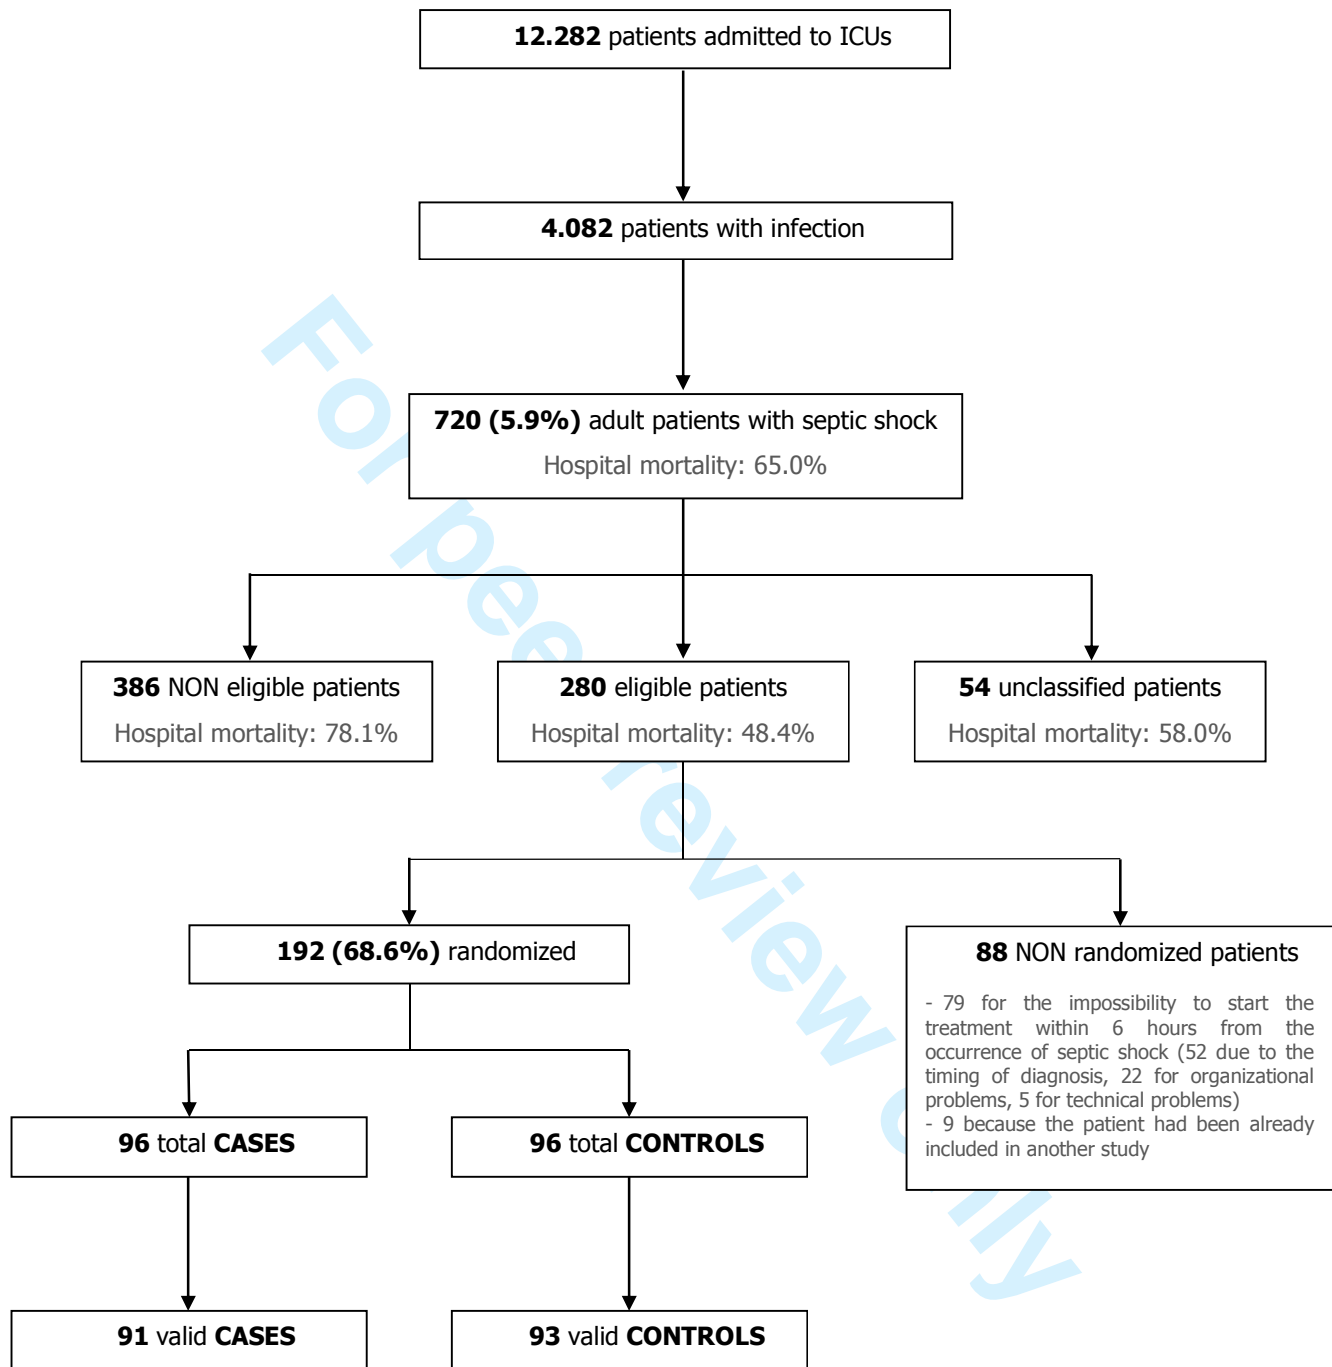 12.282 patients admitted to ICUs
4.082 patients with infection
720 (5.9%) adult patients with septic shock
Hospital mortality: 65.0%
386 NON eligible patients
Hospital mortality: 78.1%
280 eligible patients
Hospital mortality: 48.4%
54 unclassified patients
Hospital mortality: 58.0%
192 (68.6%) randomized
88 NON randomized patients
- 79 for the impossibility to start the
treatment within 6 hours from the
occurrence of septic shock (52 due to the
timing of diagnosis, 22 for organizational
problems, 5 for technical problems)
- 9 because the patient had been already
included in another study
96 total CASES
96 total CONTROLS
91 valid CASES
93 valid CONTROLS
For peer review only